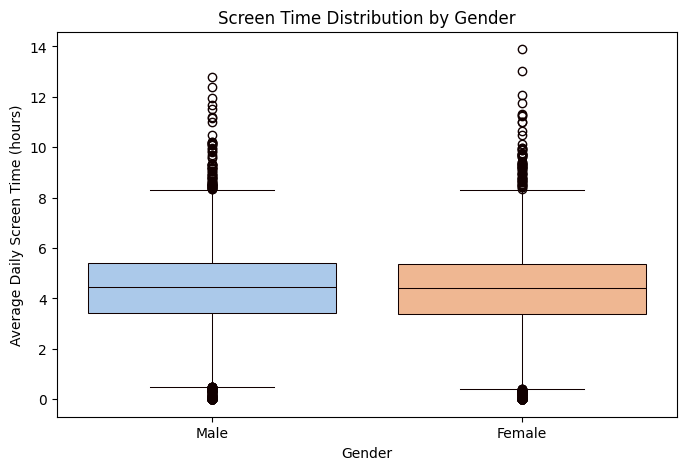 Screen Time Distribution by Gender
Average Daily Screen Time (hours)
14
12
10
8
6
4
2
0
Male Female
Gender